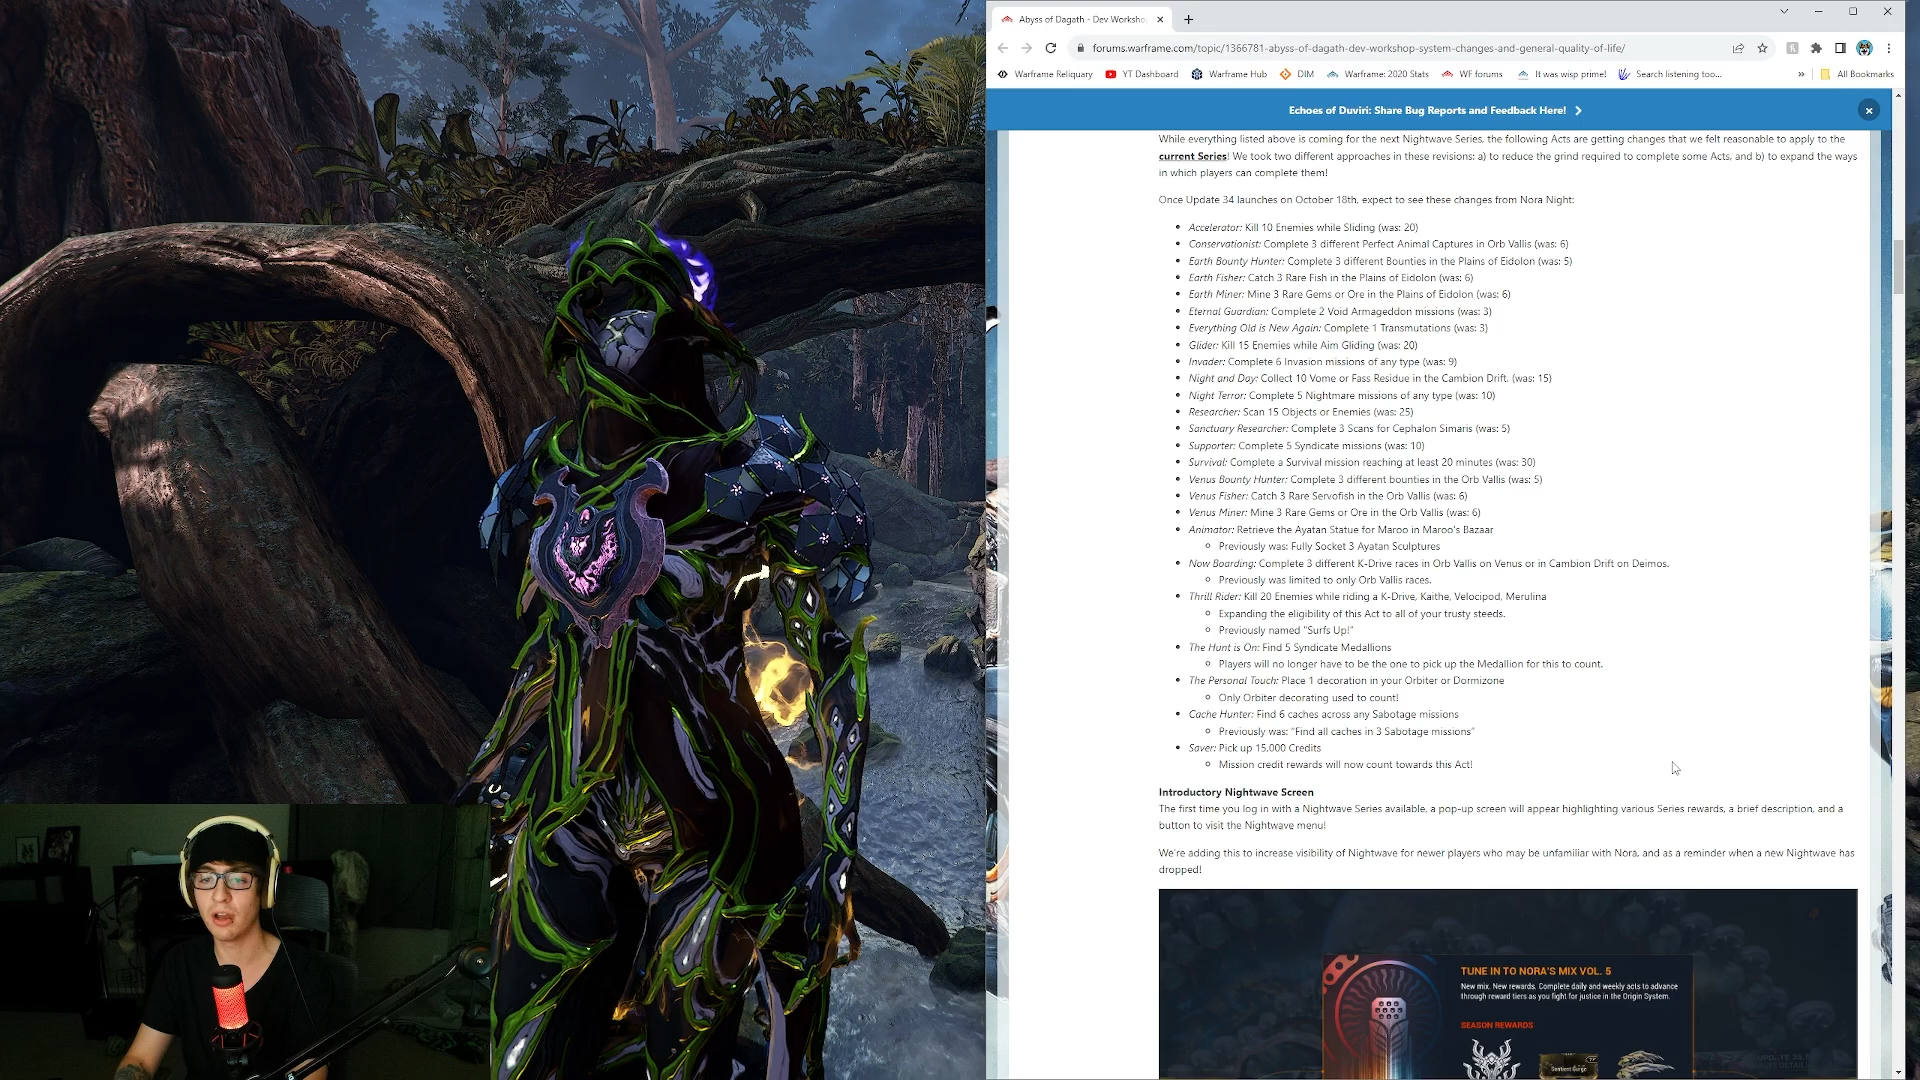 Abyss of Dagath - Dev Worksho
forums.warframe.com/topic/1366781-abyss-of-dagath-dev-workshop-system-changes-and-general-quality-of-life/
Warframe Reliquary YT Dashboard Warframe Hub DIM Warframe: 2020 Stats WF forums It was wisp prime! Search listening too... » All Bookmarks
Echoes of Duviri: Share Bug Reports and Feedback Here!
While everything listed above is coming for the next Nightwave Series, the following Acts are getting changes that we felt reasonable to apply to the
current Series! We took two different approaches in these revisions: a) to reduce the grind required to complete some Acts, and b) to expand the ways
in which players can complete them!
Once Update 34 launches on October 18th, expect to see these changes from Nora Night:
Accelerator: Kill 10 Enemies while Sliding (was: 20)
Conservationist: Complete 3 different Perfect Animal Captures in Orb Vallis (was: 6)
Earth Bounty Hunter: Complete 3 different Bounties in the Plains of Eidolon (was: 5)
Earth Fisher: Catch 3 Rare Fish in the Plains of Eidolon (was: 6)
Earth Miner: Mine 3 Rare Gems or Ore in the Plains of Eidolon (was: 6)
Eternal Guardian: Complete 2 Void Armageddon missions (was: 3)
Everything Old is New Again: Complete 1 Transmutations (was: 3)
Glider: Kill 15 Enemies while Aim Gliding (was: 20)
Invader: Complete 6 Invasion missions of any type (was: 9)
Night and Day: Collect 10 Vome or Fass Residue in the Cambion Drift. (was: 15)
Night Terror: Complete 5 Nightmare missions of any type (was: 10)
Researcher: Scan 15 Objects or Enemies (was: 25)
Sanctuary Researcher: Complete 3 Scans for Cephalon Simaris (was: 5)
Supporter: Complete 5 Syndicate missions (was: 10)
Survival: Complete a Survival mission reaching at least 20 minutes (was: 30)
Venus Bounty Hunter: Complete 3 different bounties in the Orb Vallis (was: 5)
Venus Fisher: Catch 3 Rare Servofish in the Orb Vallis (was: 6)
Venus Miner: Mine 3 Rare Gems or Ore in the Orb Vallis (was: 6)
Animator: Retrieve the Ayatan Statue for Maroo in Maroo's Bazaar
Previously was: Fully Socket 3 Ayatan Sculptures
Now Boarding: Complete 3 different K-Drive races in Orb Vallis on Venus or in Cambion Drift on Deimos.
Previously was limited to only Orb Vallis races.
Thrill Rider: Kill 20 Enemies while riding a K-Drive, Kaithe, Velocipod, Merulina
Expanding the eligibility of this Act to all of your trusty steeds.
Previously named "Surfs Up!"
The Hunt is On: Find 5 Syndicate Medallions
Players will no longer have to be the one to pick up the Medallion for this to count.
The Personal Touch: Place 1 decoration in your Orbiter or Dormizone
Only Orbiter decorating used to count!
Cache Hunter: Find 6 caches across any Sabotage missions
Previously was: "Find all caches in 3 Sabotage missions"
Saver: Pick up 15,000 Credits
Mission credit rewards will now count towards this Act!
Introductory Nightwave Screen
The first time you log in with a Nightwave Series available, a pop-up screen will appear highlighting various Series rewards, a brief description, and a
button to visit the Nightwave menu!
We're adding this to increase visibility of Nightwave for newer players who may be unfamiliar with Nora, and as a reminder when a new Nightwave has
dropped!
TUNE IN TO NORA'S MIX VOL. 5
New mix. New rewards. Complete daily and weekly acts to advance
through reward tiers as you fight for justice in the Origin System.
SEASON REWARDS
Sentient Surge